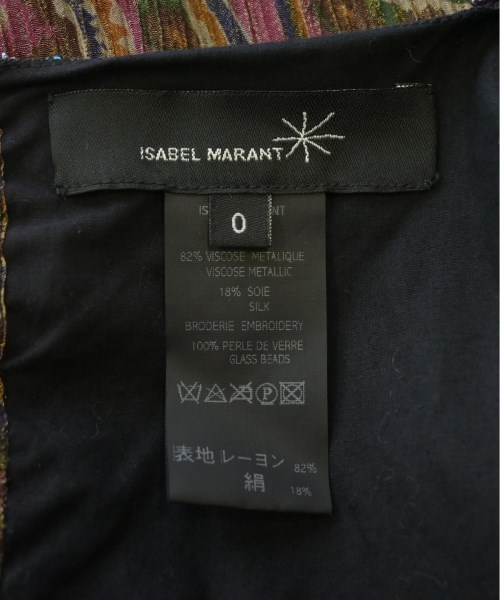 ISABEL MARANT
0
82% VISCOSE METALIQUE
VISCOSE METALLIC
18% SOIE
SILK
BRODERIE EMBROIDERY
100% PERLE DE VERRE
GLASS BEADS
P
表地 レーヨン 82%
絹 18%